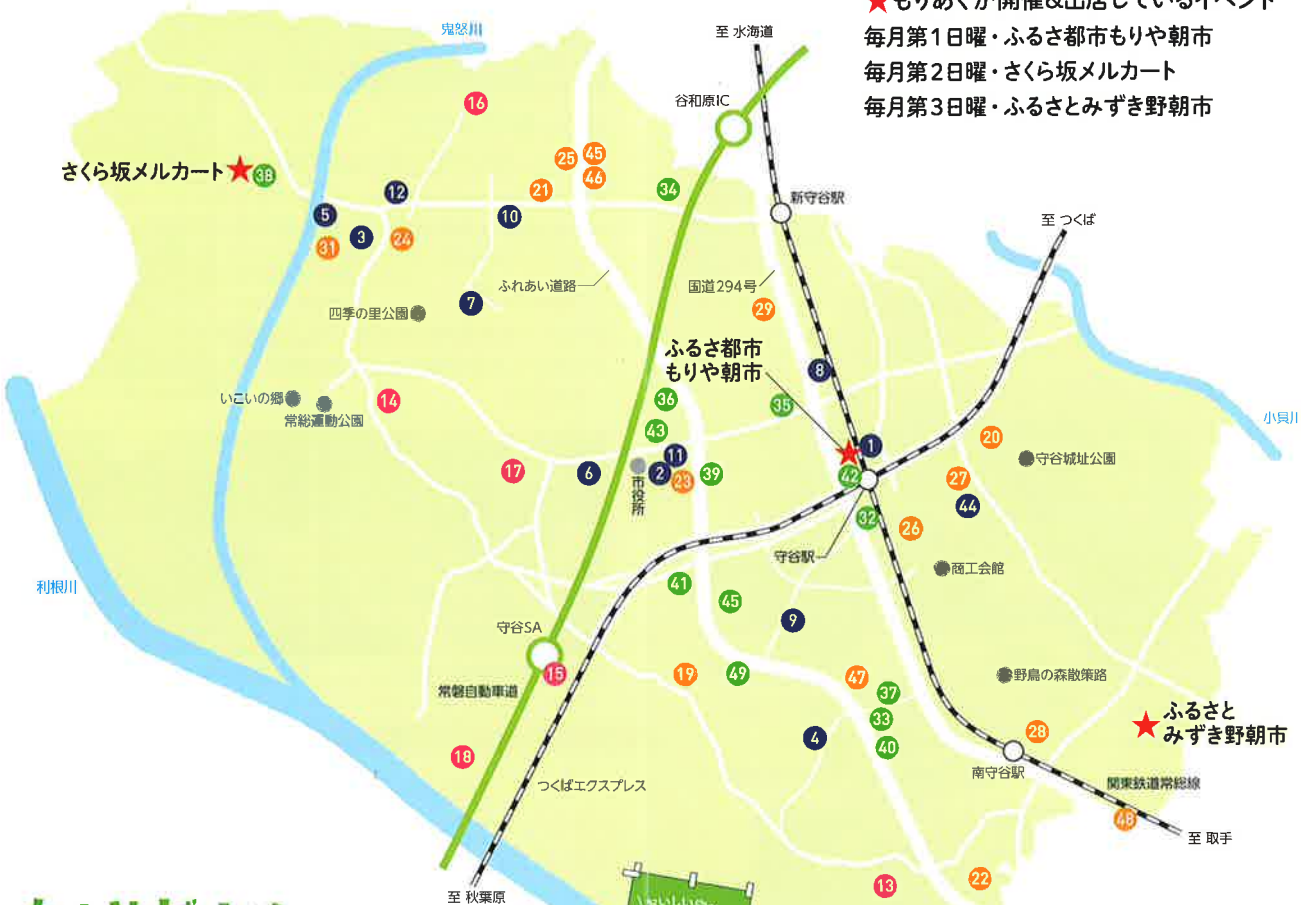 ★もりあぐが開催&出店しているイベント
毎月第1日曜・ふるさ都市もりや朝市
毎月第2日曜・さくら坂メルカート
毎月第3日曜・ふるさとみずき野朝市
鬼怒川
至 水海道
谷和原IC
16
25
45
46
さくら坂メルカート★
38
12
21
34
新守谷駅
5
10
至 つくば
31
3
24
ふれあい道路
国道294号
7
四季の里公園
29
ふるさ都市
もりや朝市
8
いこいの郷
常総運動公園
14
36
35
小貝川
43
20
1
守谷城址公園
17
6
11
2
23
39
市役所
42
27
44
32
26
守谷駅
商工会館
利根川
41
45
9
守谷SA
15
常磐自動車道
19
49
47
野鳥の森散策路
37
33
★ふるさと
みずき野朝市
18
4
40
28
南守谷駅
つくばエクスプレス
関東鉄道常総線
48
至 取手
至 秋葉原
13
22